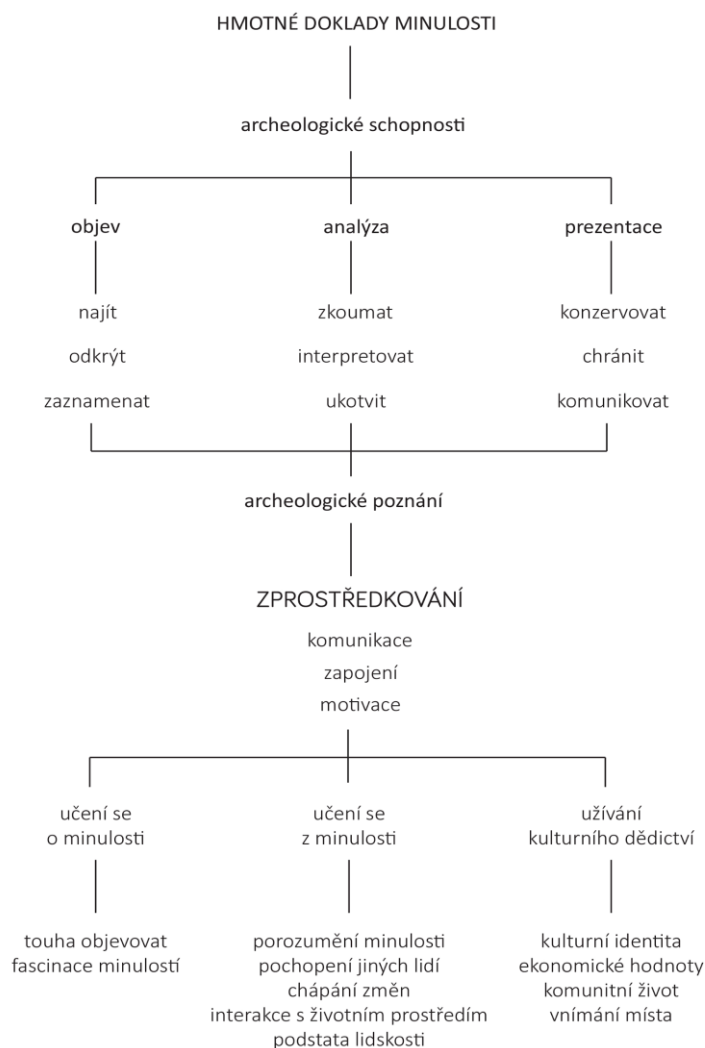 HMOTNÉ DOKLADY MINULOSTI
archeologické schopnosti
objev
analýza
prezentace
najít
zkoumat
konzervovat
odkrýt
interpretovat
chránit
zaznamenat
ukotvit
komunikovat
archeologické poznání
ZPROSTŘEDKOVÁNÍ
komunikace
zapojení
motivace
učení se
o minulosti
učení se
z minulosti
užívání
kulturního dědictví
touha objevovat
fascinace minulostí
porozumění minulosti
pochopení jiných lidí
chápání změn
interakce s životním prostředím
podstata lidskosti
kulturní identita
ekonomické hodnoty
komunitní život
vnímání místa